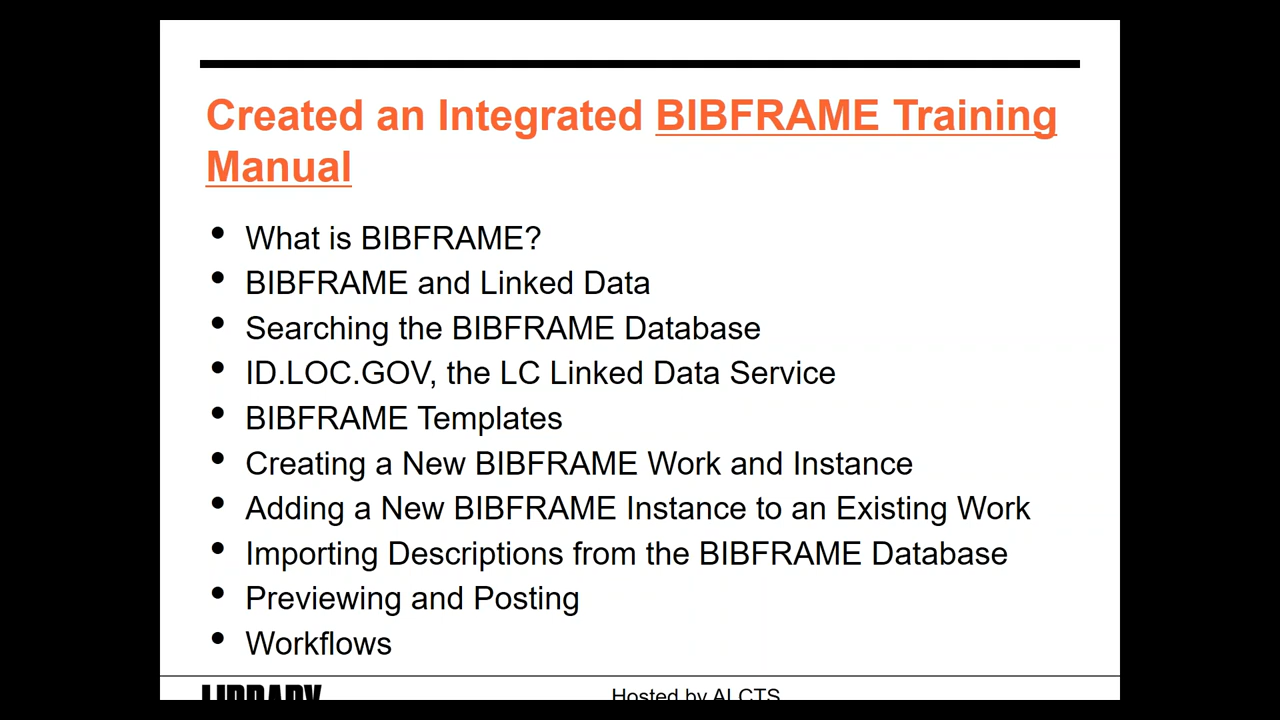 Created an Integrated BIBFRAME Training
Manual
• What is BIBFRAME?
• BIBFRAME and Linked Data
• Searching the BIBFRAME Database
• ID.LOC.GOV, the LC Linked Data Service
• BIBFRAME Templates
• Creating a New BIBFRAME Work and Instance
• Adding a New BIBFRAME Instance to an Existing Work
• Importing Descriptions from the BIBFRAME Database
• Previewing and Posting
• Workflows
LIBRARY
Hosted by ALCTS